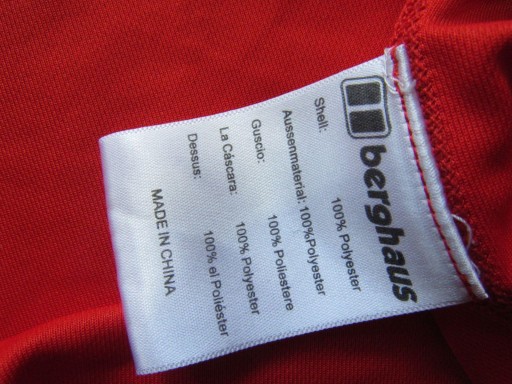 berghaus
Shell: 100% Polyester
Aussenmaterial: 100%Polyester
Guscio: 100% Poliestere
La Cáscara: 100% Polyester
Dessus: 100% el Poliéster
MADE IN CHINA